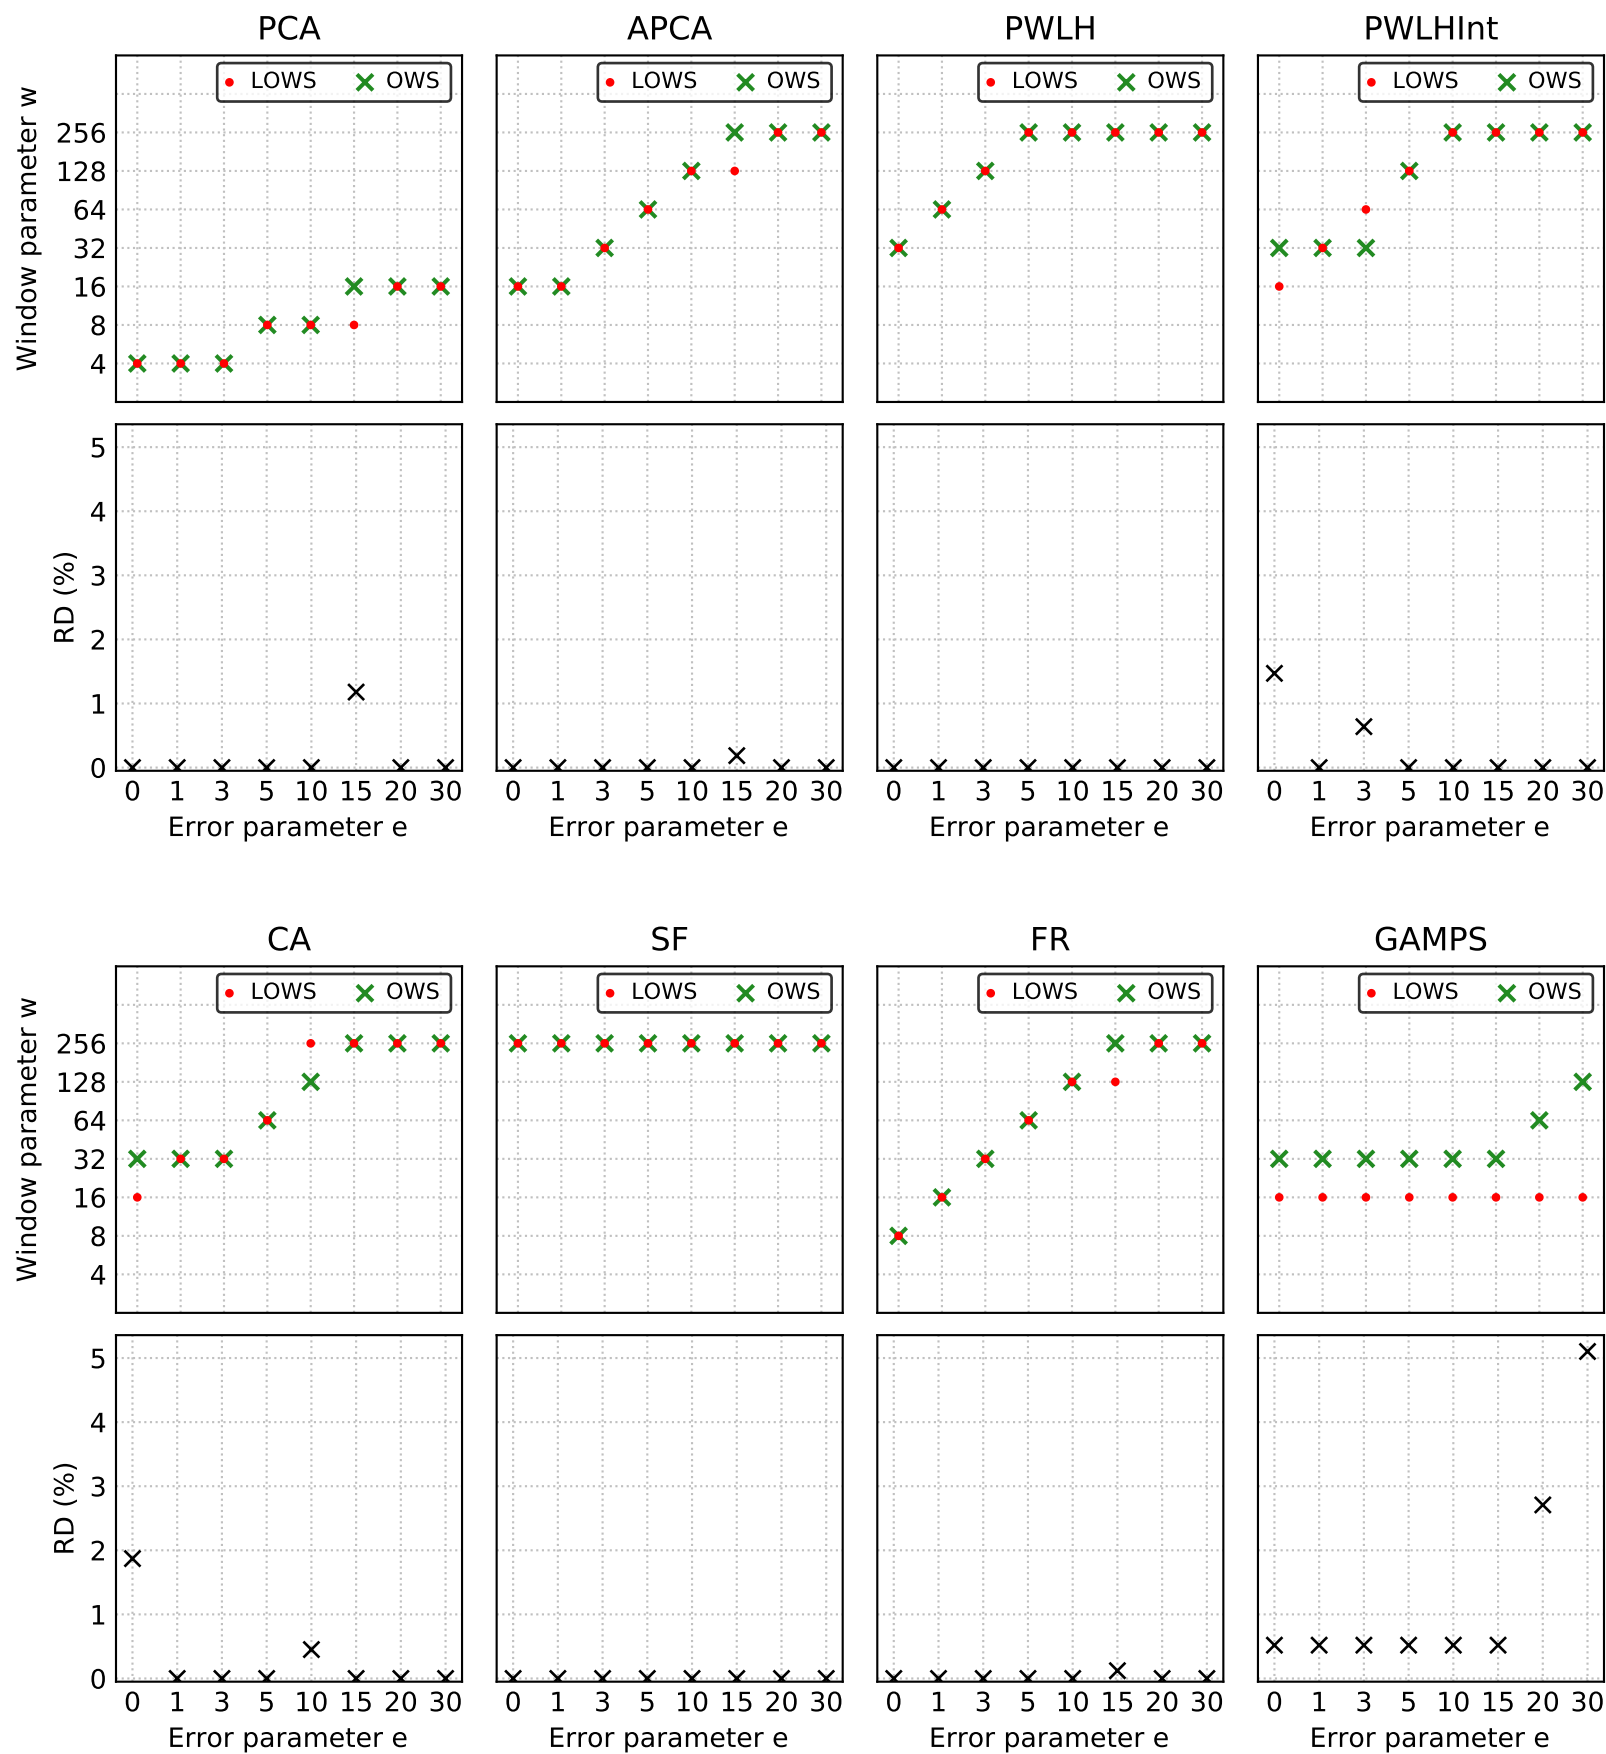 PCA APCA PWLH PWLHInt
LOWS OWS LOWS OWS LOWS OWS LOWS OWS
Window parameter w
256
128
64
32
16
8
4
RD (%)
5
4
3
2
1
0
0 1 3 5 10 15 20 30 0 1 3 5 10 15 20 30 0 1 3 5 10 15 20 30 0 1 3 5 10 15 20 30
Error parameter e Error parameter e Error parameter e Error parameter e
CA SF FR GAMPS
LOWS OWS LOWS OWS LOWS OWS LOWS OWS
Window parameter w
256
128
64
32
16
8
4
RD (%)
5
4
3
2
1
0
0 1 3 5 10 15 20 30 0 1 3 5 10 15 20 30 0 1 3 5 10 15 20 30 0 1 3 5 10 15 20 30
Error parameter e Error parameter e Error parameter e Error parameter e